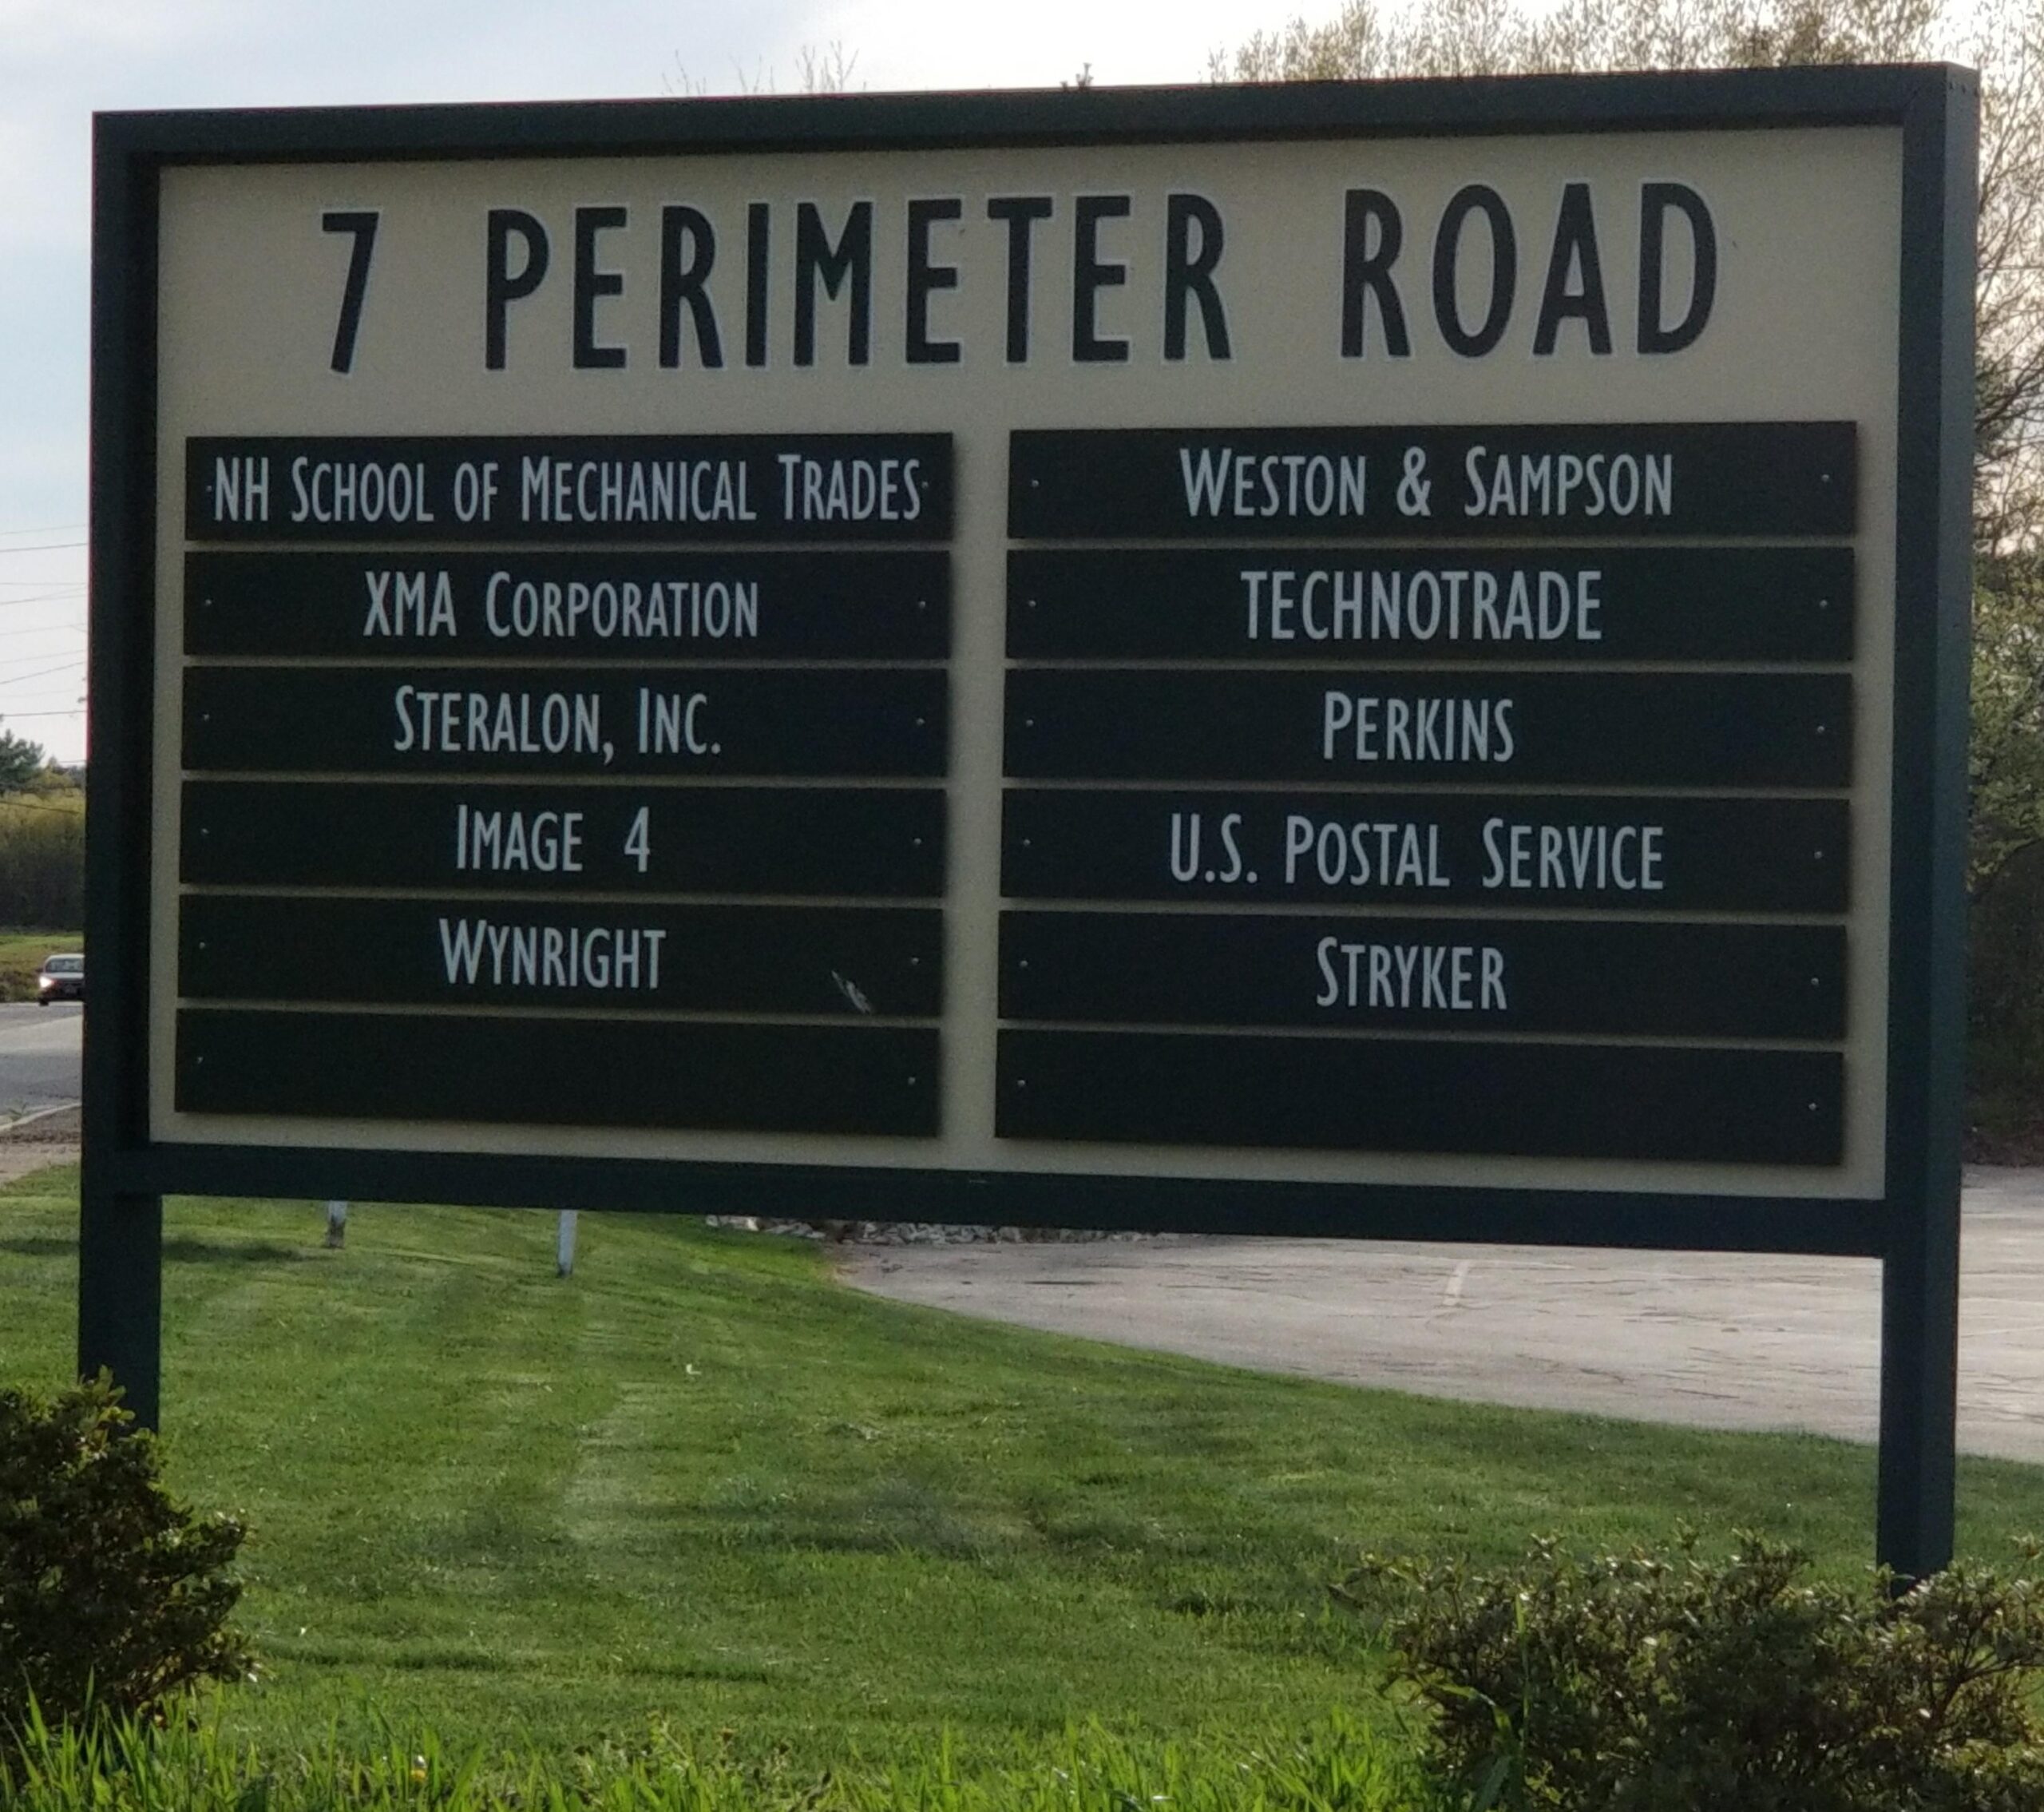 7 PERIMETER ROAD
NH SCHOOL OF MECHANICAL TRADES
XMA CORPORATION
STERALON, INC.
IMAGE 4
WYNRIGHT
WESTON & SAMPSON
TECHNOTRADE
PERKINS
U.S. POSTAL SERVICE
STRYKER